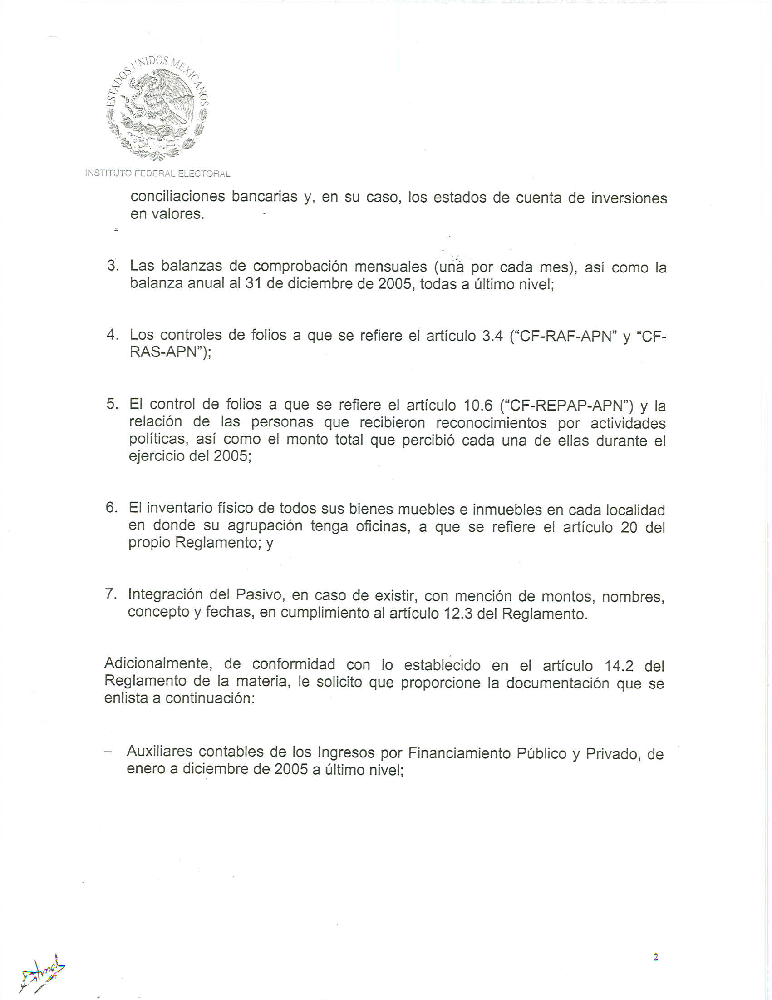 ESTADOS UNIDOS MEXICANOS
INSTITUTO FEDERAL ELECTORAL
conciliaciones bancarias y, en su caso, los estados de cuenta de inversiones
en valores.
3. Las balanzas de comprobación mensuales (una por cada mes), así como la
balanza anual al 31 de diciembre de 2005, todas a último nivel;
4. Los controles de folios a que se refiere el artículo 3.4 (“CF-RAF-APN” y “CF-
RAS-APN”);
5. El control de folios a que se refiere el artículo 10.6 (“CF-REPAP-APN”) y la
relación de las personas que recibieron reconocimientos por actividades
políticas, así como el monto total que percibió cada una de ellas durante el
ejercicio del 2005;
6. El inventario físico de todos sus bienes muebles e inmuebles en cada localidad
en donde su agrupación tenga oficinas, a que se refiere el artículo 20 del
propio Reglamento; y
7. Integración del Pasivo, en caso de existir, con mención de montos, nombres,
concepto y fechas, en cumplimiento al artículo 12.3 del Reglamento.
Adicionalmente, de conformidad con lo establecido en el artículo 14.2 del
Reglamento de la materia, le solicito que proporcione la documentación que se
enlista a continuación:
– Auxiliares contables de los Ingresos por Financiamiento Público y Privado, de
enero a diciembre de 2005 a último nivel;
2